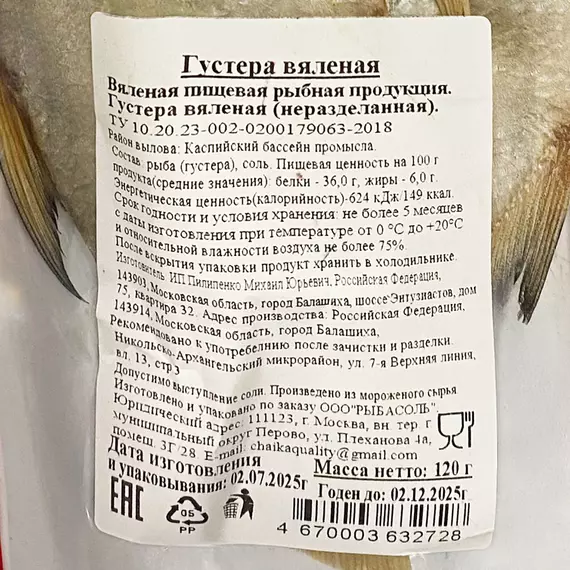 Густера вяленая
Вяленая пищевая рыбная продукция.
Густера вяленая (неразделанная).
ТУ 10.20.23-002-0200179063-2018
Район вылова: Каспийский бассейн промысла.
Состав: рыба (густера), соль. Пищевая ценность на 100 г
продукта(средние значения): белки - 36,0 г, жиры - 6,0 г.
Энергетическая ценность(калорийность)-624 кДж/149 ккал.
Срок годности и условия хранения: не более 5 месяцев
с даты изготовления при температуре от 0 °С до +20°С
и относительной влажности воздуха не более 75%.
После вскрытия упаковки продукт хранить в холодильнике.
Изготовитель: ИП Пилипенко Михаил Юрьевич, Российская Федерация,
143903, Московская область, город Балашиха, шоссе Энтузиастов, дом
75, квартира 32. Адрес производства: Российская Федерация,
143914, Московская область, город Балашиха,
Рекомендовано к употреблению после зачистки и разделки.
Никольско-Архангельский микрорайон, ул. 7-я Верхняя линия,
вл. 13, стр 3
Допустимо выступление соли. Произведено из мороженого сырья
Изготовлено и упаковано по заказу ООО"РЫБАСОЛЬ",
Юридический адрес: 111123, г. Москва, вн. тер. г.
муниципальный округ Перово, ул. Плеханова 4а,
помещ. 3Г/28 E-mail: chaikaquality@gmail.com
Дата изготовления
и упаковывания: 02.07.2025г
Масса нетто: 120 г
Годен до: 02.12.2025г
EAC
05
PP
4 670003 632728